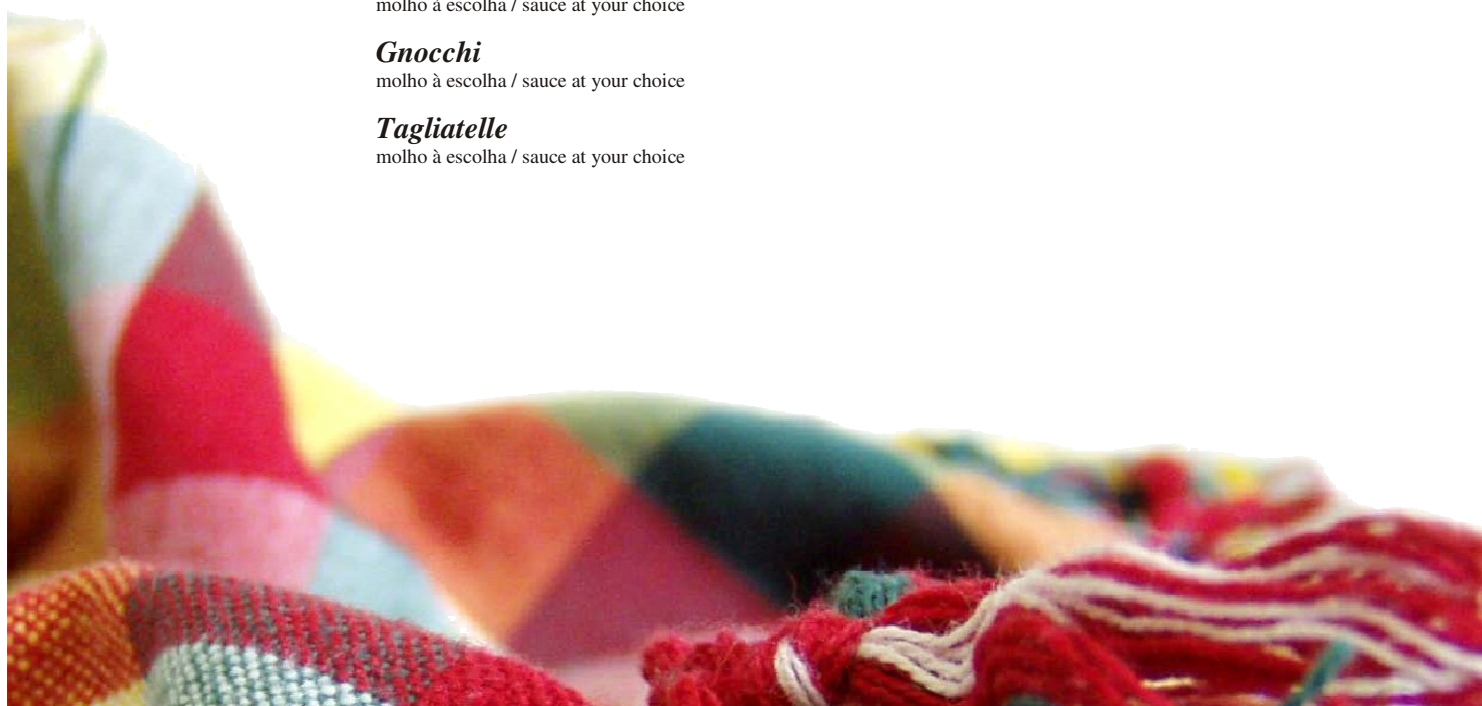 molho à escolha / sauce at your choice
Gnocchi
molho à escolha / sauce at your choice
Tagliatelle
molho à escolha / sauce at your choice